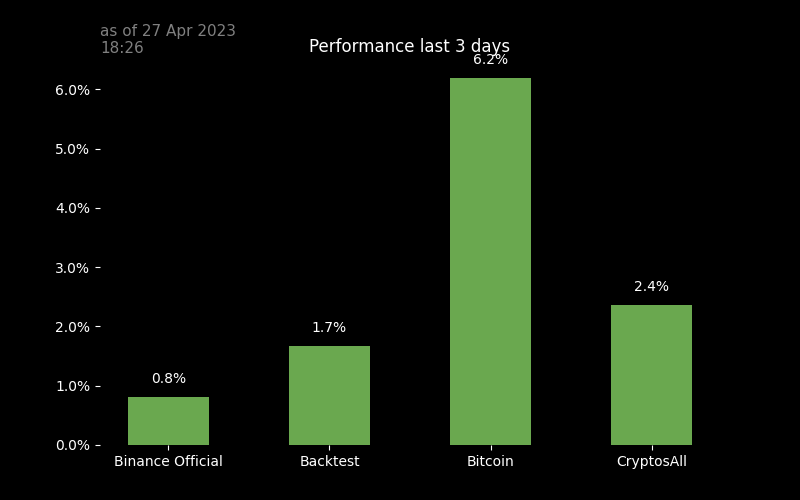 as of 27 Apr 2023
18:26
Performance last 3 days
6.2%
6.0%
5.0%
4.0%
3.0%
2.4%
2.0%
1.7%
1.0%
0.8%
0.0%
Binance Official
Backtest
Bitcoin
CryptosAll